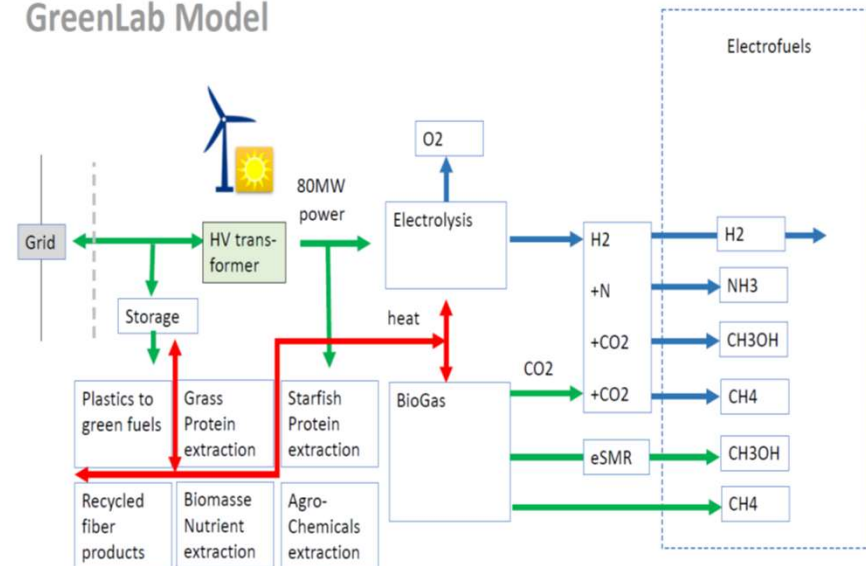 GreenLab Model
Electrofuels
O2
80MW
power
Electrolysis
Grid
HV trans-
former
H2
H2
+N
NH3
Storage
heat
+CO2
CH3OH
CO2
+CO2
CH4
Plastics to
green fuels
Grass
Protein
extraction
Starfish
Protein
extraction
BioGas
eSMR
CH3OH
CH4
Recycled
fiber
products
Biomasse
Nutrient
extraction
Agro-
Chemicals
extraction